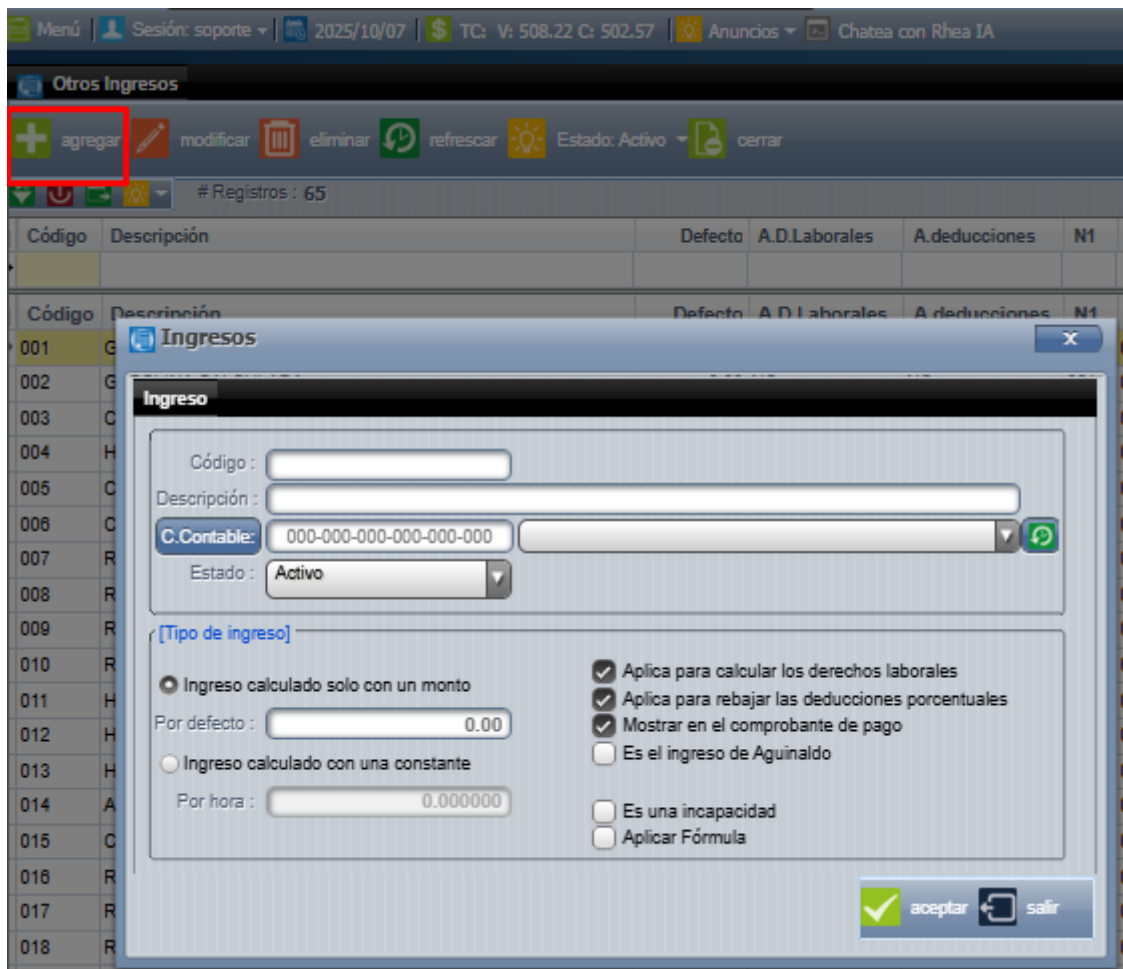 Menú Sesión: soporte 2025/10/07 TC: V: 508.22 C: 502.57 Anuncios Chatea con Rhea IA
Otros Ingresos
agregar modificar eliminar refrescar Estado: Activo cerrar
# Registros : 65
Código Descripción Defecto A.D.Laborales A.deducciones N1
Código Descripción Defecto A.D.Laborales A.deducciones N1
001 G
Ingresos x
002 G
Ingreso
003 C
004 H
Código :
005 C
Descripción :
006 C
C.Contable: 000-000-000-000-000-000
007 R
Estado : Activo
008 R
009 R
[Tipo de ingreso]
010 R
Aplica para calcular los derechos laborales
Ingreso calculado solo con un monto
011 H
Aplica para rebajar las deducciones porcentuales
Por defecto : 0.00
Mostrar en el comprobante de pago
012 H
Es el ingreso de Aguinaldo
Ingreso calculado con una constante
013 H
Por hora : 0.000000
014 A
Es una incapacidad
015 C
Aplicar Fórmula
016 R
017 R
aceptar salir
018 R